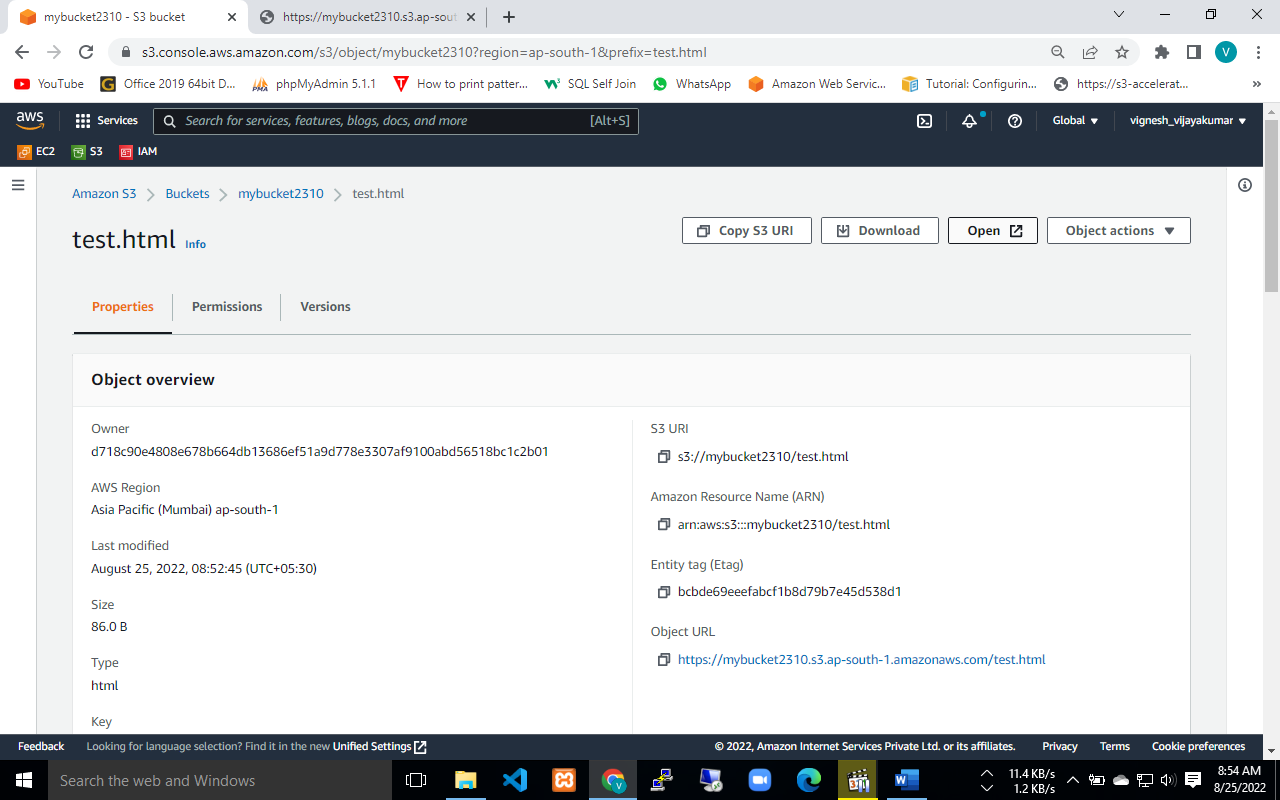 mybucket2310 - S3 bucket
https://mybucket2310.s3.ap-sout
s3.console.aws.amazon.com/s3/object/mybucket2310?region=ap-south-1&prefix=test.html
V
YouTube
Office 2019 64bit D...
phpMyAdmin 5.1.1
How to print patter...
SQL Self Join
WhatsApp
Amazon Web Servic...
Tutorial: Configurin...
https://s3-accelerat...
aws
Services
Search for services, features, blogs, docs, and more
[Alt+S]
Global
vignesh_vijayakumar
EC2
S3
IAM
Amazon S3
Buckets
mybucket2310
test.html
test.html Info
Copy S3 URI
Download
Open
Object actions
Properties
Permissions
Versions
Object overview
Owner
d718c90e4808e678b664db13686ef51a9d778e3307af9100abd56518bc1c2b01
AWS Region
Asia Pacific (Mumbai) ap-south-1
Last modified
August 25, 2022, 08:52:45 (UTC+05:30)
Size
86.0 B
Type
html
Key
S3 URI
s3://mybucket2310/test.html
Amazon Resource Name (ARN)
arn:aws:s3:::mybucket2310/test.html
Entity tag (Etag)
bcbde69eeefabcf1b8d79b7e45d538d1
Object URL
https://mybucket2310.s3.ap-south-1.amazonaws.com/test.html
Feedback
Looking for language selection? Find it in the new Unified Settings
© 2022, Amazon Internet Services Private Ltd. or its affiliates.
Privacy
Terms
Cookie preferences
Search the web and Windows
11.4 KB/s
1.2 KB/s
8:54 AM
8/25/2022